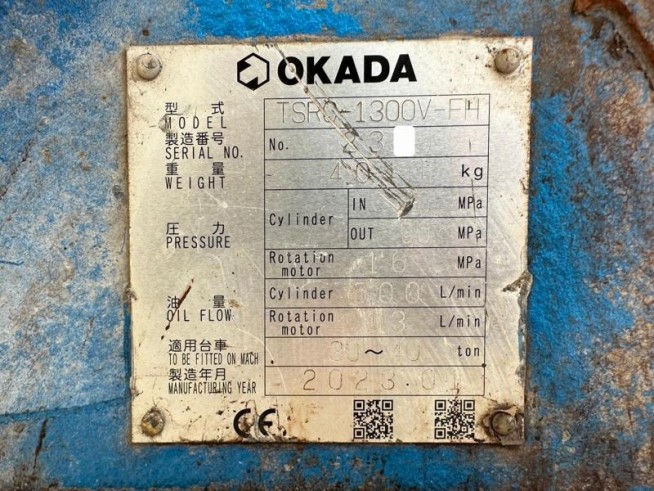 OKADA
型 式
MODEL
TSRC-1300V-FH
製造番号
SERIAL NO.
No.
重 量
WEIGHT
kg
圧 力
PRESSURE
Cylinder
IN
MPa
OUT
MPa
Rotation motor
MPa
油 量
OIL FLOW
Cylinder
L/min
Rotation motor
L/min
適用台車
TO BE FITTED ON MACH
ton
製造年月
MANUFACTURING YEAR
CE